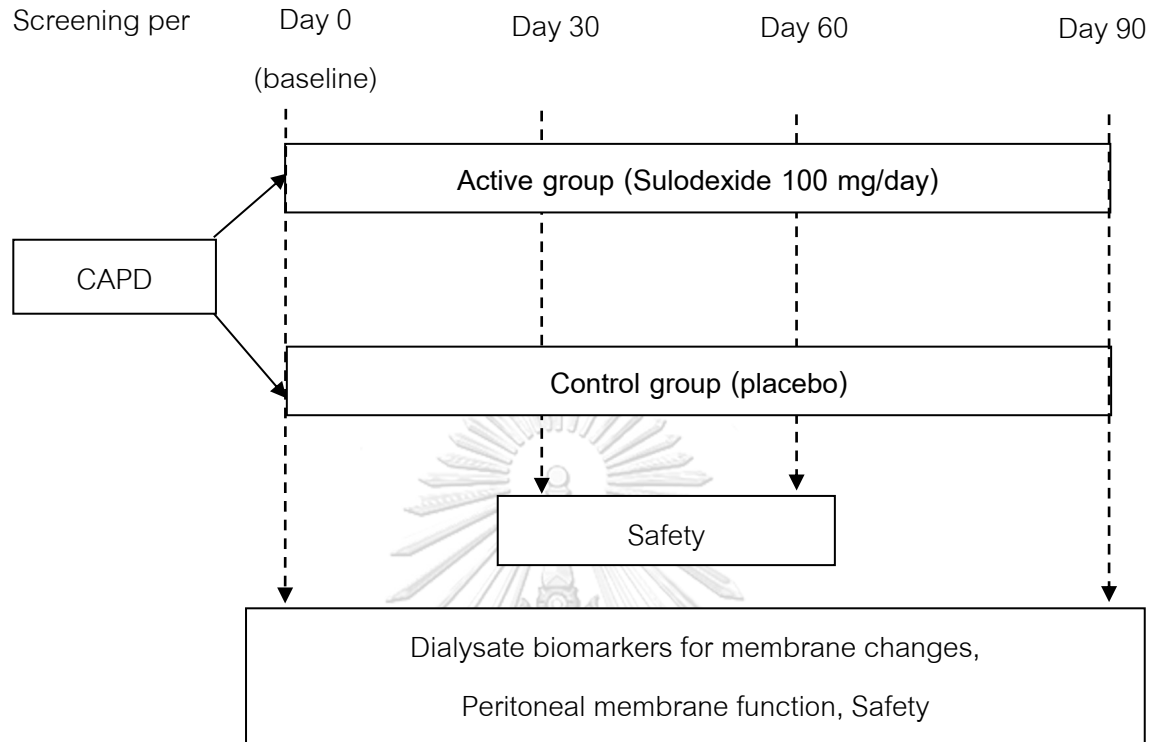 Screening per
Day 0
(baseline)
Day 30
Day 60
Day 90
Active group (Sulodexide 100 mg/day)
CAPD
Control group (placebo)
Safety
Dialysate biomarkers for membrane changes,
Peritoneal membrane function, Safety